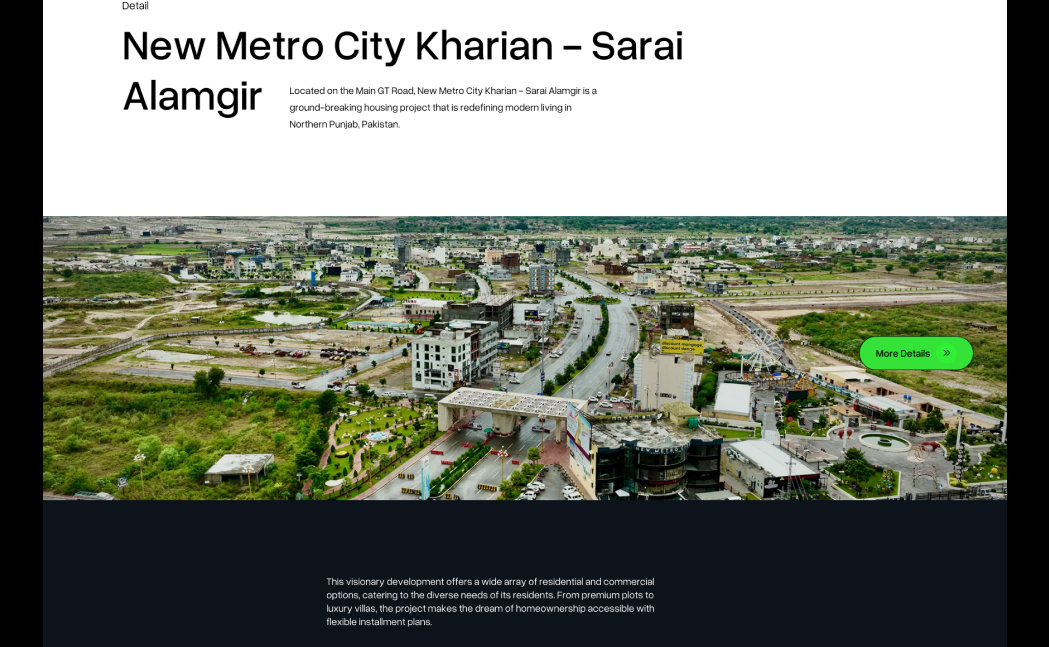 Detail
New Metro City Kharian – Sarai
Alamgir
Located on the Main GT Road, New Metro City Kharian – Sarai Alamgir is a
ground-breaking housing project that is redefining modern living in
Northern Punjab, Pakistan.
More Details »
NEW METRO
This visionary development offers a wide array of residential and commercial
options, catering to the diverse needs of its residents. From premium plots to
luxury villas, the project makes the dream of homeownership accessible with
flexible installment plans.